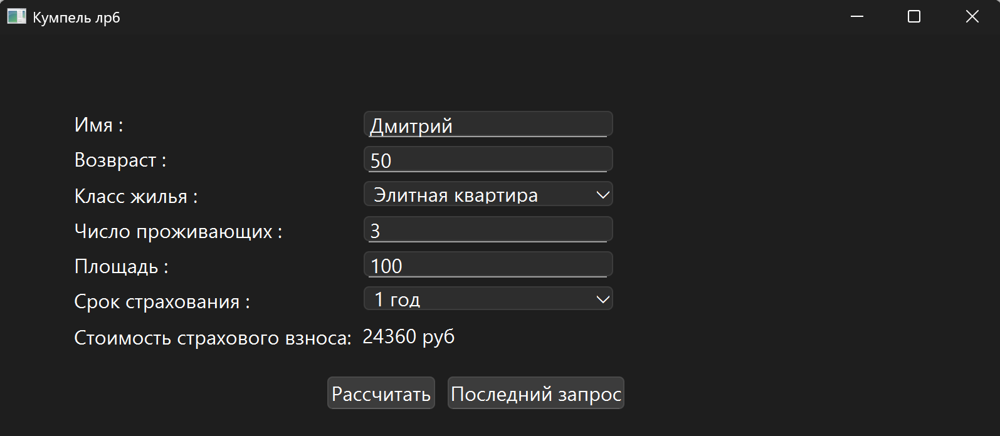 Кумпель лр6
Имя : Дмитрий
Возвраст : 50
Класс жилья : Элитная квартира
Число проживающих : 3
Площадь : 100
Срок страхования : 1 год
Стоимость страхового взноса: 24360 руб
Рассчитать Последний запрос